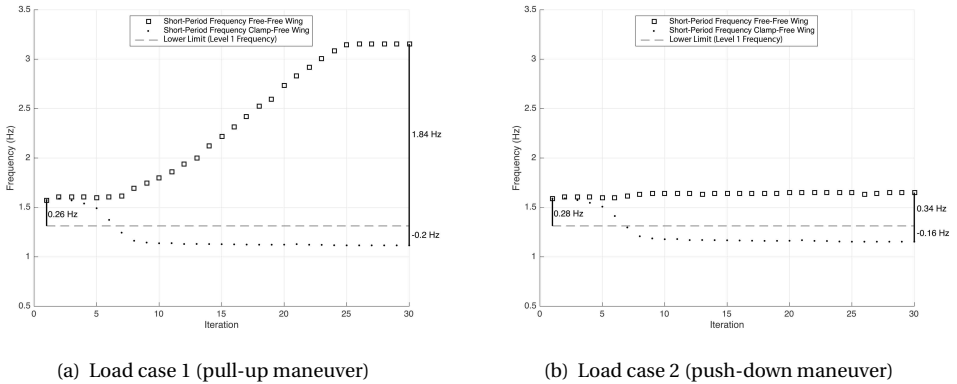 3.5
3
2.5
2
1.5
1
0.5
Frequency (Hz)
Short-Period Frequency Free-Free Wing
Short-Period Frequency Clamp-Free Wing
Lower Limit (Level 1 Frequency)
0.26 Hz
1.84 Hz
-0.2 Hz
0 5 10 15 20 25 30
Iteration
(a) Load case 1 (pull-up maneuver)
3.5
3
2.5
2
1.5
1
0.5
Frequency (Hz)
Short-Period Frequency Free-Free Wing
Short-Period Frequency Clamp-Free Wing
Lower Limit (Level 1 Frequency)
0.28 Hz
0.34 Hz
-0.16 Hz
0 5 10 15 20 25 30
Iteration
(b) Load case 2 (push-down maneuver)